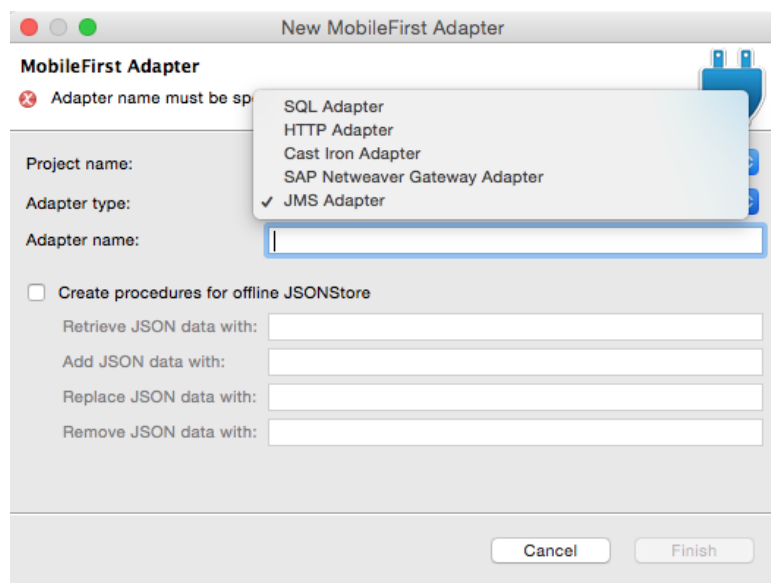 New MobileFirst Adapter
MobileFirst Adapter
Adapter name must be
SQL Adapter
HTTP Adapter
Cast Iron Adapter
SAP Netweaver Gateway Adapter
✓ JMS Adapter
Project name:
Adapter type:
Adapter name:
Create procedures for offline JSONStore
Retrieve JSON data with:
Add JSON data with:
Replace JSON data with:
Remove JSON data with:
Cancel
Finish